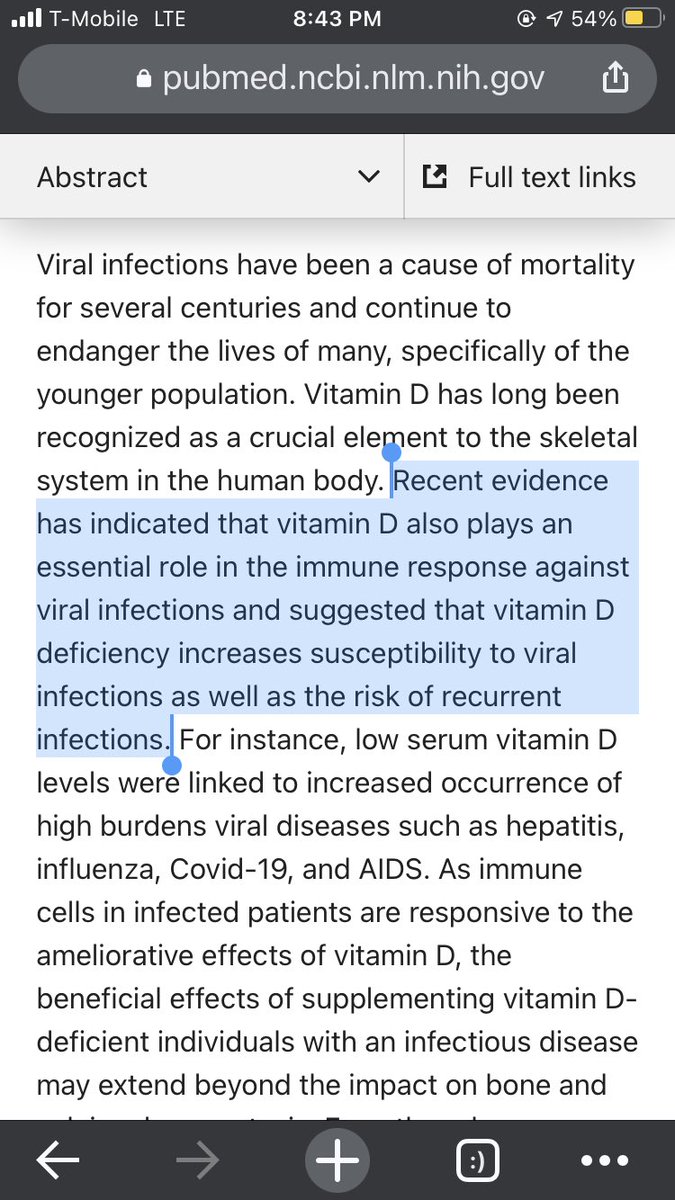 T-Mobile LTE 8:43 PM 54%
pubmed.ncbi.nlm.nih.gov
Abstract Full text links
Viral infections have been a cause of mortality
for several centuries and continue to
endanger the lives of many, specifically of the
younger population. Vitamin D has long been
recognized as a crucial element to the skeletal
system in the human body. Recent evidence
has indicated that vitamin D also plays an
essential role in the immune response against
viral infections and suggested that vitamin D
deficiency increases susceptibility to viral
infections as well as the risk of recurrent
infections. For instance, low serum vitamin D
levels were linked to increased occurrence of
high burdens viral diseases such as hepatitis,
influenza, Covid-19, and AIDS. As immune
cells in infected patients are responsive to the
ameliorative effects of vitamin D, the
beneficial effects of supplementing vitamin D-
deficient individuals with an infectious disease
may extend beyond the impact on bone and
:)